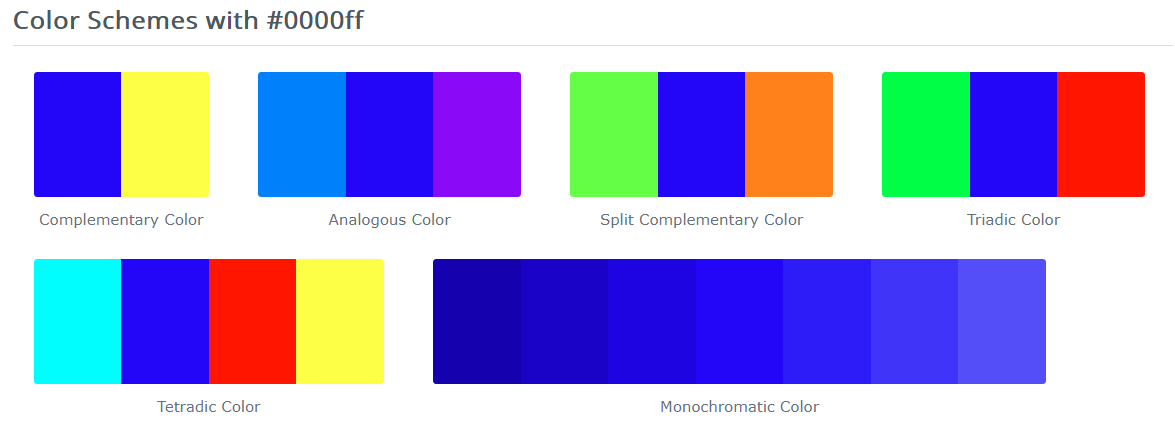 Color Schemes with #0000ff
Complementary Color
Analogous Color
Split Complementary Color
Triadic Color
Tetradic Color
Monochromatic Color